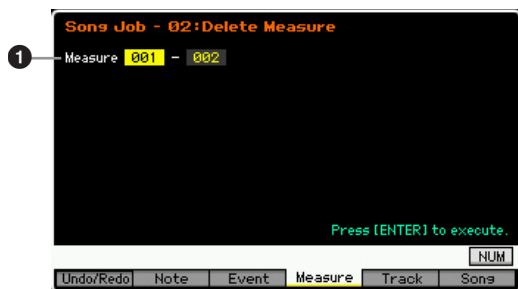 Song Job - 02:Delete Measure
1 Measure 001 - 002
Press [ENTER] to execute.
NUM
Undo/Redo Note Event Measure Track Song